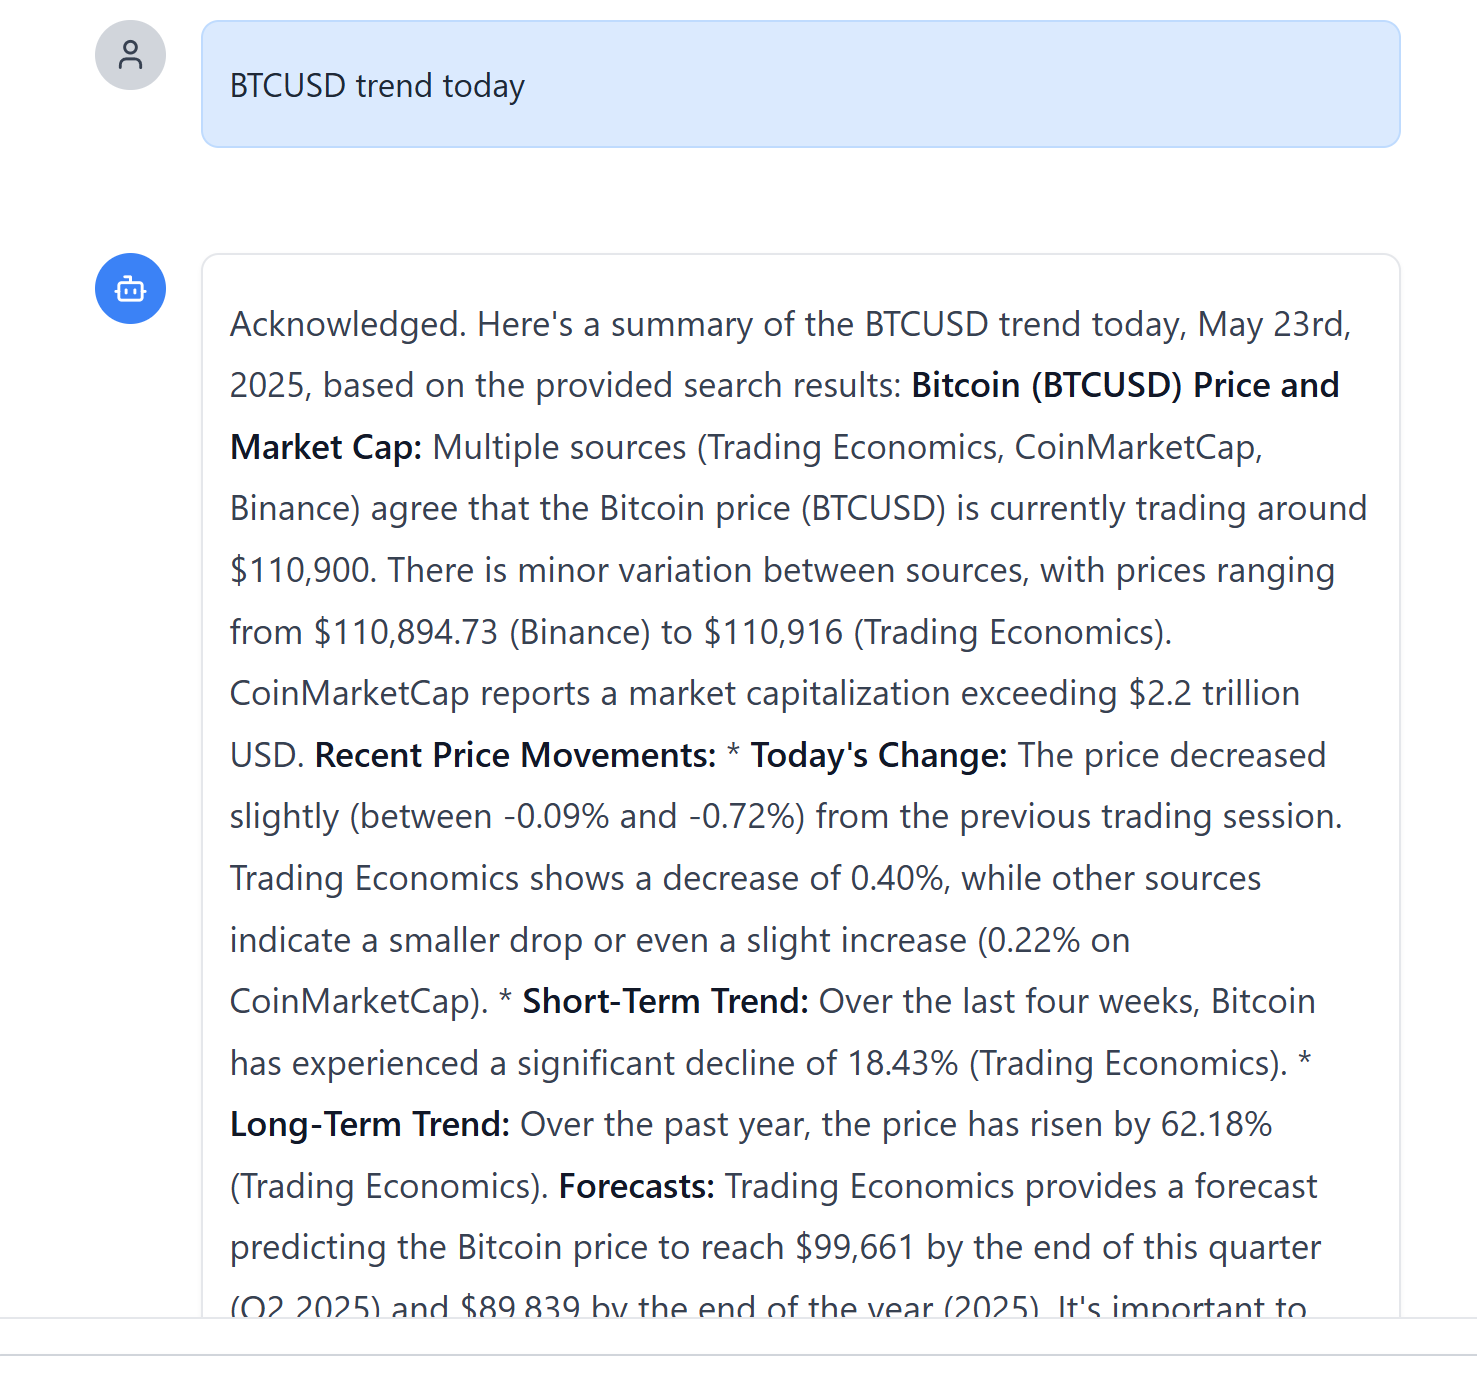 BTCUSD trend today
Acknowledged. Here's a summary of the BTCUSD trend today, May 23rd,
2025, based on the provided search results: Bitcoin (BTCUSD) Price and
Market Cap: Multiple sources (Trading Economics, CoinMarketCap,
Binance) agree that the Bitcoin price (BTCUSD) is currently trading around
$110,900. There is minor variation between sources, with prices ranging
from $110,894.73 (Binance) to $110,916 (Trading Economics).
CoinMarketCap reports a market capitalization exceeding $2.2 trillion
USD. Recent Price Movements: * Today's Change: The price decreased
slightly (between -0.09% and -0.72%) from the previous trading session.
Trading Economics shows a decrease of 0.40%, while other sources
indicate a smaller drop or even a slight increase (0.22% on
CoinMarketCap). * Short-Term Trend: Over the last four weeks, Bitcoin
has experienced a significant decline of 18.43% (Trading Economics). *
Long-Term Trend: Over the past year, the price has risen by 62.18%
(Trading Economics). Forecasts: Trading Economics provides a forecast
predicting the Bitcoin price to reach $99,661 by the end of this quarter
(Q2 2025) and $89,839 by the end of the year (2025). It's important to